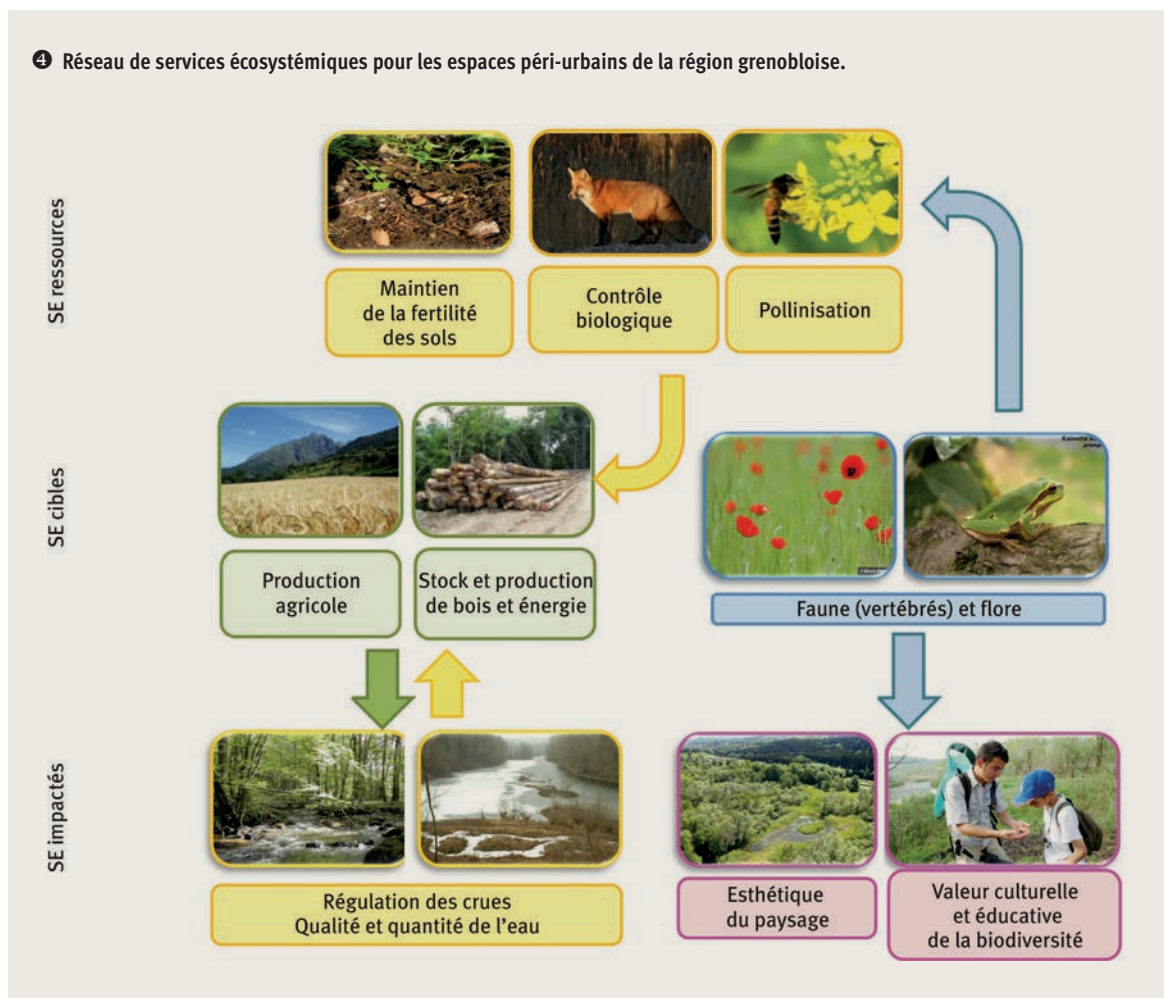 ❹ Réseau de services écosystémiques pour les espaces péri-urbains de la région grenobloise.
SE ressources
Maintien
de la fertilité
des sols
Contrôle
biologique
Pollinisation
SE cibles
Production
agricole
Stock et production
de bois et énergie
Faune (vertébrés) et flore
SE impactés
Régulation des crues
Qualité et quantité de l’eau
Esthétique
du paysage
Valeur culturelle
et éducative
de la biodiversité